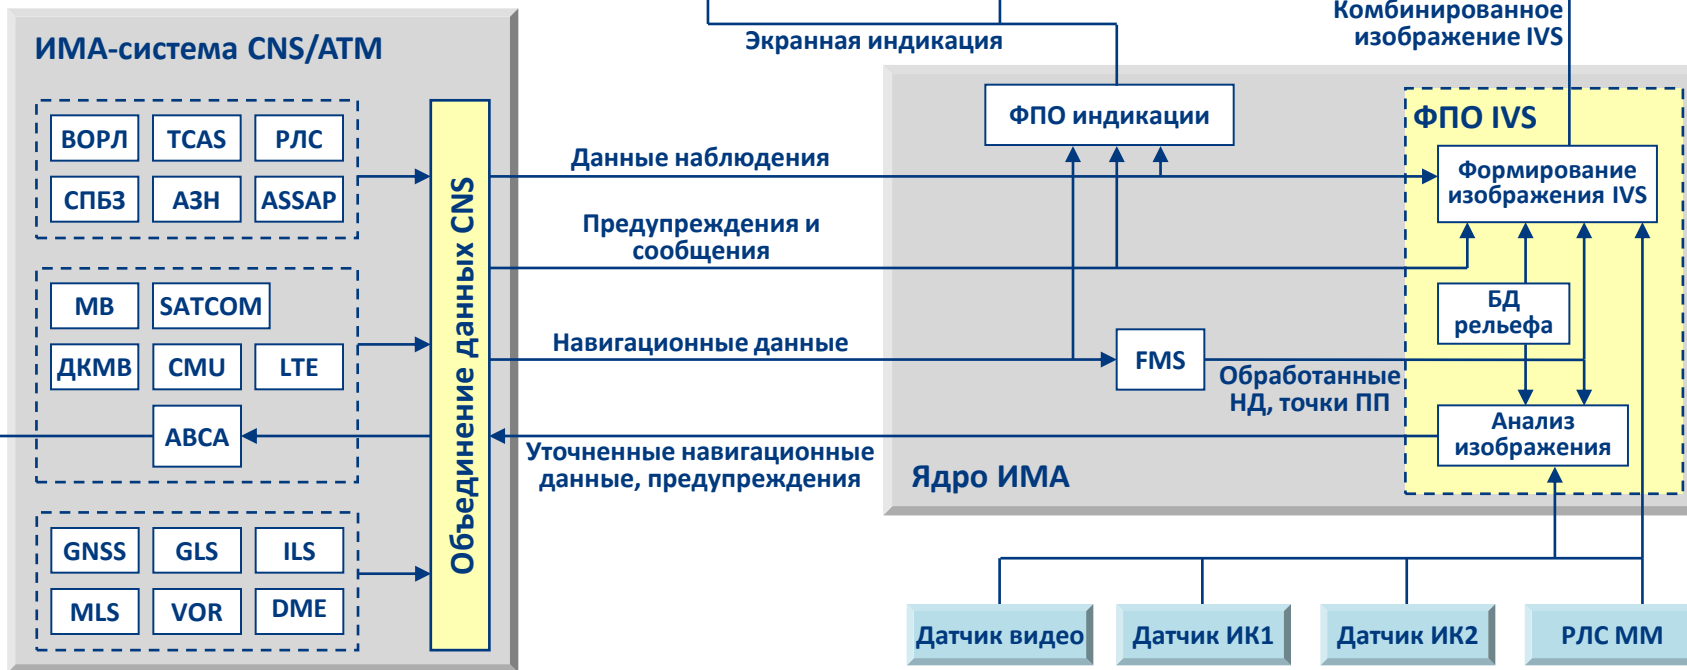 ИМА-система CNS/ATM
ВОРЛ
TCAS
РЛС
СПБЗ
АЗН
ASSAP
МВ
SATCOM
ДКМВ
CMU
LTE
АВСА
GNSS
GLS
ILS
MLS
VOR
DME
Объединение данных CNS
Экранная индикация
Комбинированное
изображение IVS
Данные наблюдения
Предупреждения и
сообщения
Навигационные данные
Уточненные навигационные
данные, предупреждения
ФПО индикации
ФПО IVS
Формирование
изображения IVS
БД
рельефа
FMS
Обработанные
НД, точки ПП
Анализ
изображения
Ядро ИМА
Датчик видео
Датчик ИК1
Датчик ИК2
РЛС ММ